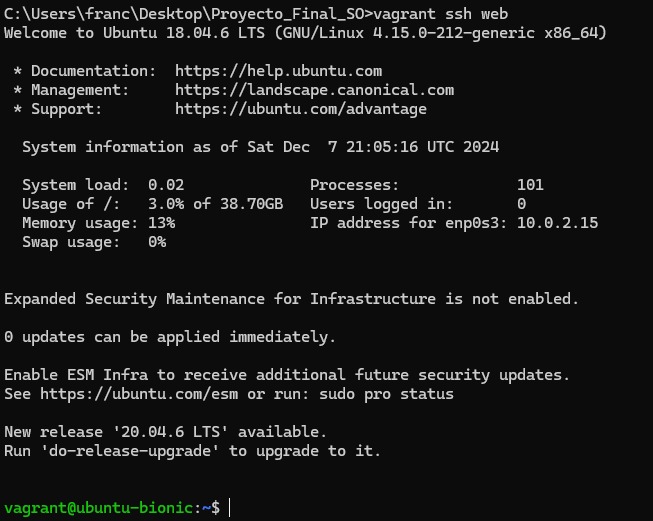 C:\Users\franc\Desktop\Proyecto_Final_SO>vagrant ssh web
Welcome to Ubuntu 18.04.6 LTS (GNU/Linux 4.15.0-212-generic x86_64)
* Documentation:  https://help.ubuntu.com
* Management:     https://landscape.canonical.com
* Support:        https://ubuntu.com/advantage
System information as of Sat Dec  7 21:05:16 UTC 2024
System load:  0.02              Processes:             101
Usage of /:   3.0% of 38.70GB   Users logged in:       0
Memory usage: 13%               IP address for enp0s3: 10.0.2.15
Swap usage:   0%
Expanded Security Maintenance for Infrastructure is not enabled.
0 updates can be applied immediately.
Enable ESM Infra to receive additional future security updates.
See https://ubuntu.com/esm or run: sudo pro status
New release '20.04.6 LTS' available.
Run 'do-release-upgrade' to upgrade to it.
vagrant@ubuntu-bionic:~$